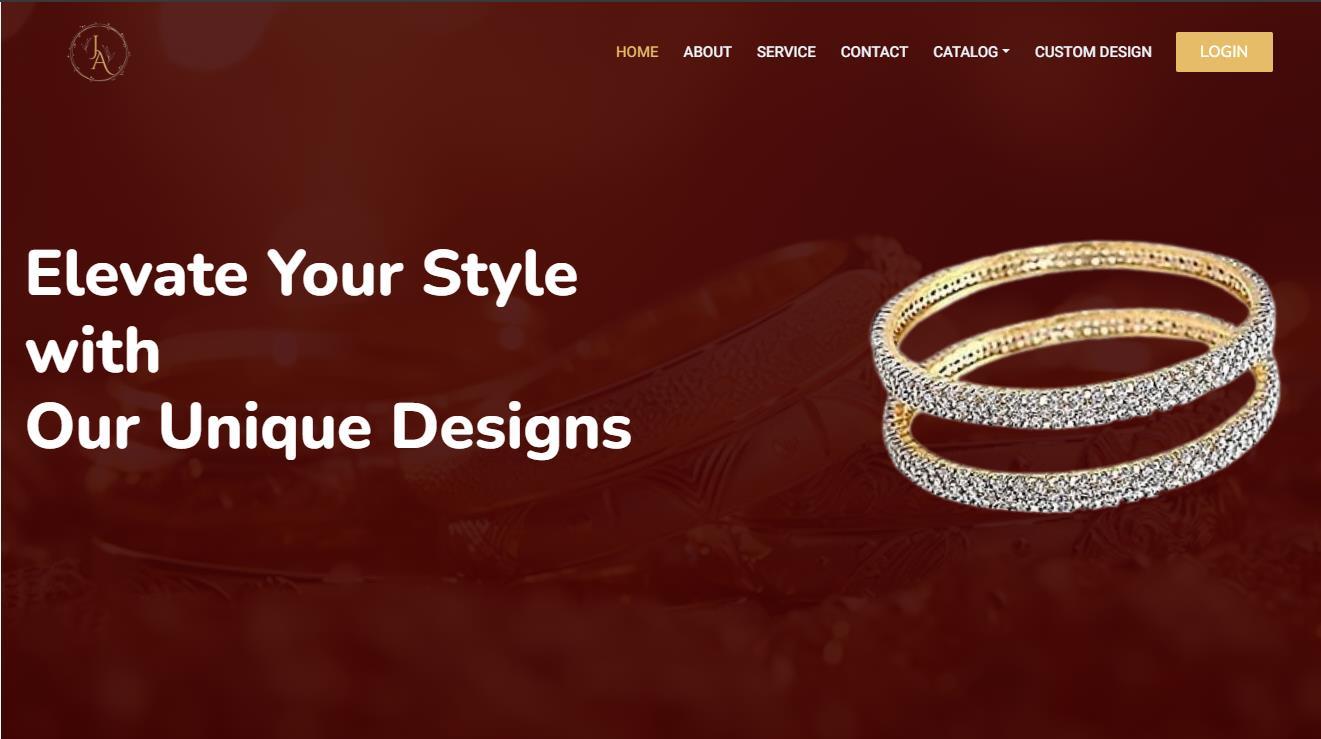 JA
HOME ABOUT SERVICE CONTACT CATALOG CUSTOM DESIGN LOGIN
Elevate Your Style
with
Our Unique Designs